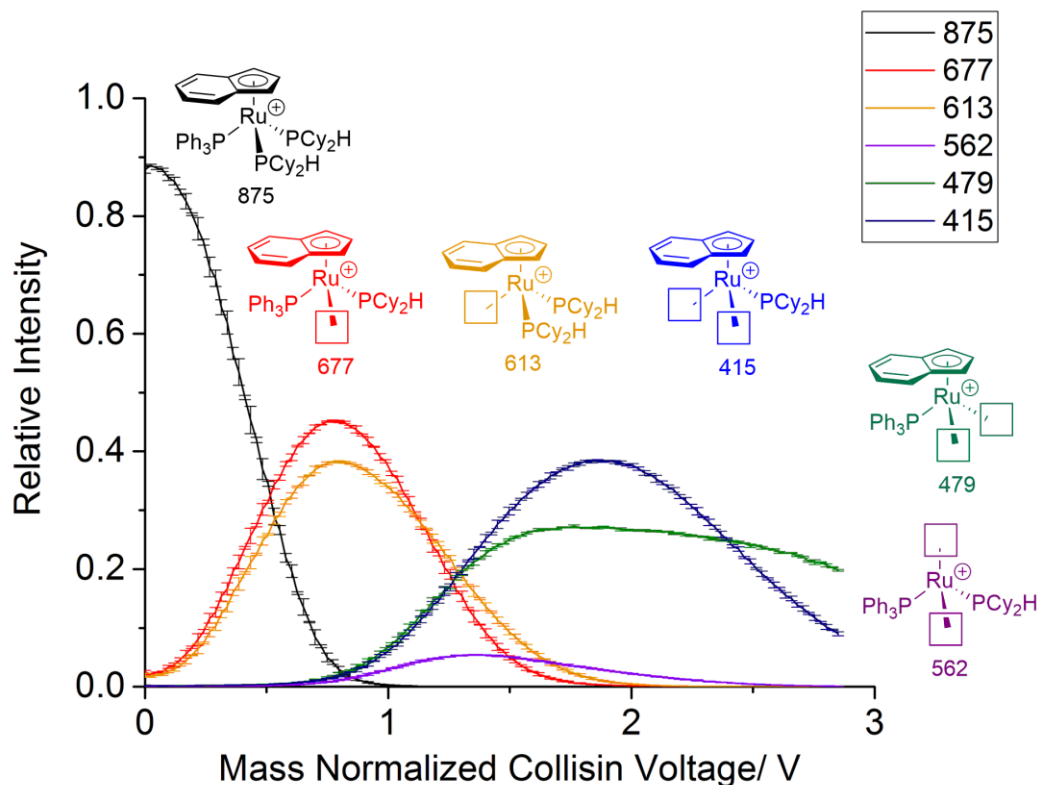 875
677
613
562
479
415
1.0
0.8
0.6
0.4
0.2
0.0
Relative Intensity
0
1
2
3
Mass Normalized Collisin Voltage/ V
Ru⊕
Ph₃P
PCy₂H
PCy₂H
875
Ru⊕
Ph₃P
PCy₂H
677
Ru⊕
PCy₂H
PCy₂H
613
Ru⊕
PCy₂H
415
Ru⊕
Ph₃P
479
Ru⊕
Ph₃P
PCy₂H
562